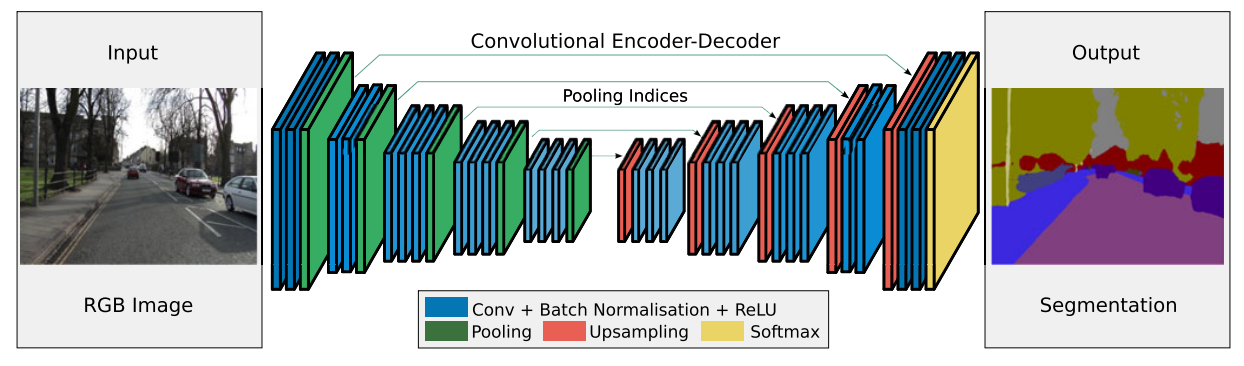 Input
RGB Image
Convolutional Encoder-Decoder
Pooling Indices
Conv + Batch Normalisation + ReLU
Pooling
Upsampling
Softmax
Output
Segmentation